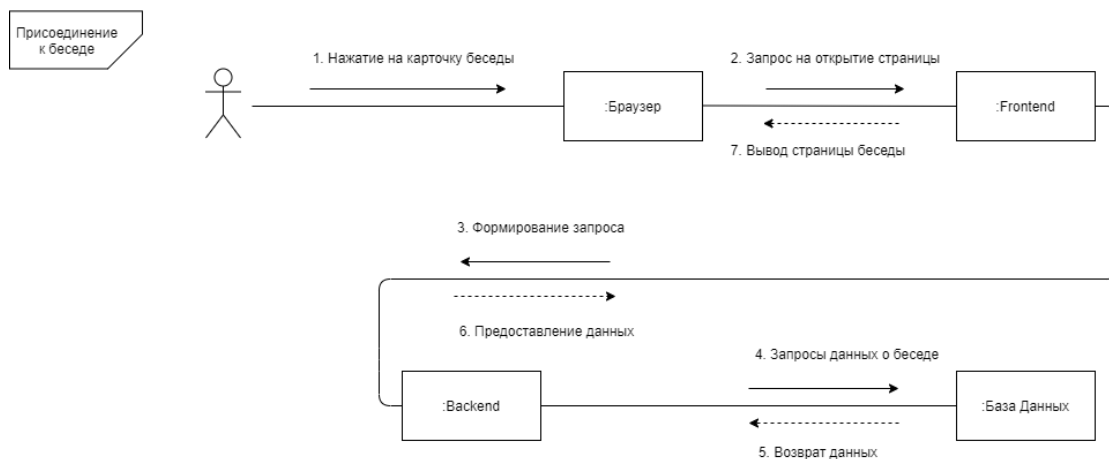 Присоединение
к беседе
1. Нажатие на карточку беседы
2. Запрос на открытие страницы
:Браузер
:Frontend
7. Вывод страницы беседы
3. Формирование запроса
6. Предоставление данных
4. Запросы данных о беседе
:Backend
:База Данных
5. Возврат данных